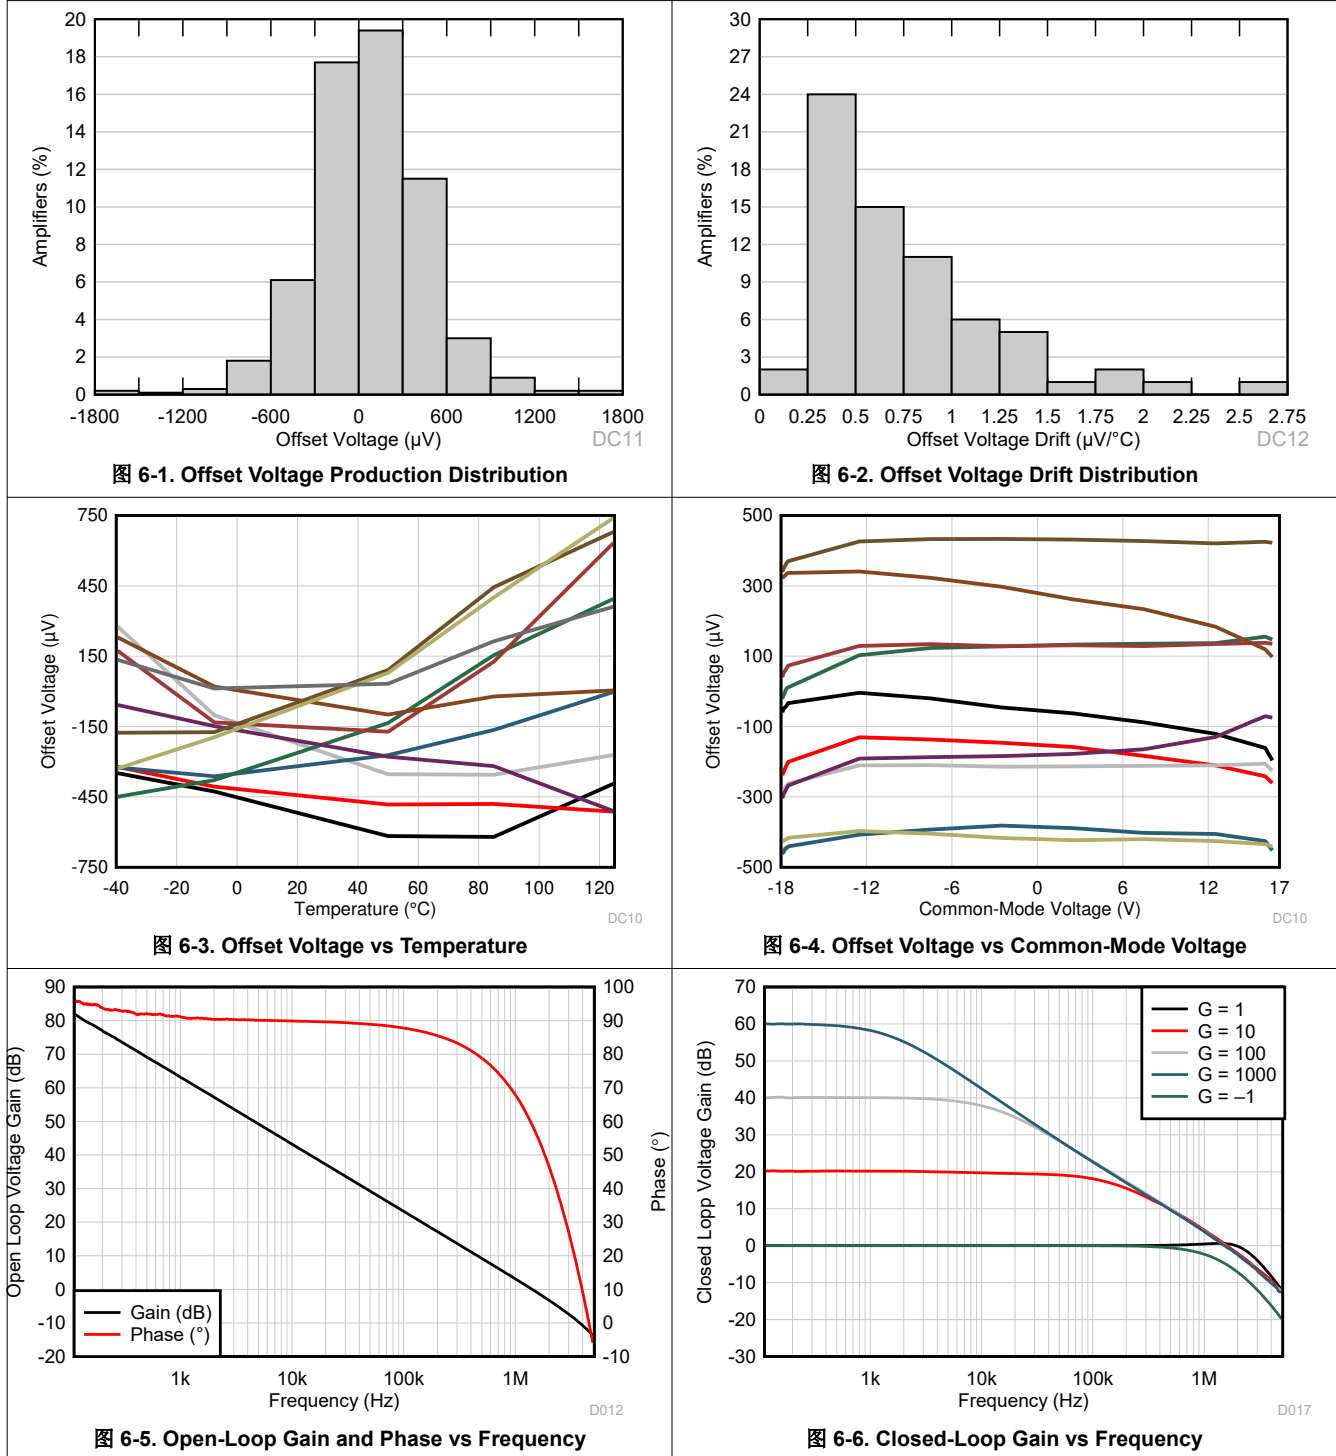 20
18
16
14
12
10
8
6
4
2
0
Amplifiers (%)
-1800 -1200 -600 0 600 1200 1800
Offset Voltage (µV)
DC11
图 6-1. Offset Voltage Production Distribution
30
27
24
21
18
15
12
9
6
3
0
Amplifiers (%)
0 0.25 0.5 0.75 1 1.25 1.5 1.75 2 2.25 2.5 2.75
Offset Voltage Drift (µV/°C)
DC12
图 6-2. Offset Voltage Drift Distribution
750
450
150
-150
-450
-750
Offset Voltage (µV)
-40 -20 0 20 40 60 80 100 120
Temperature (°C)
DC10
图 6-3. Offset Voltage vs Temperature
500
300
100
-100
-300
-500
Offset Voltage (µV)
-18 -12 -6 0 6 12 17
Common-Mode Voltage (V)
DC10
图 6-4. Offset Voltage vs Common-Mode Voltage
90
80
70
60
50
40
30
20
10
0
-10
-20
Open Loop Voltage Gain (dB)
100
90
80
70
60
50
40
30
20
10
0
-10
Phase (°)
Gain (dB)
Phase (°)
1k 10k 100k 1M
Frequency (Hz)
D012
图 6-5. Open-Loop Gain and Phase vs Frequency
70
60
50
40
30
20
10
0
-10
-20
-30
Closed Lopp Voltage Gain (dB)
G = 1
G = 10
G = 100
G = 1000
G = –1
1k 10k 100k 1M
Frequency (Hz)
D017
图 6-6. Closed-Loop Gain vs Frequency